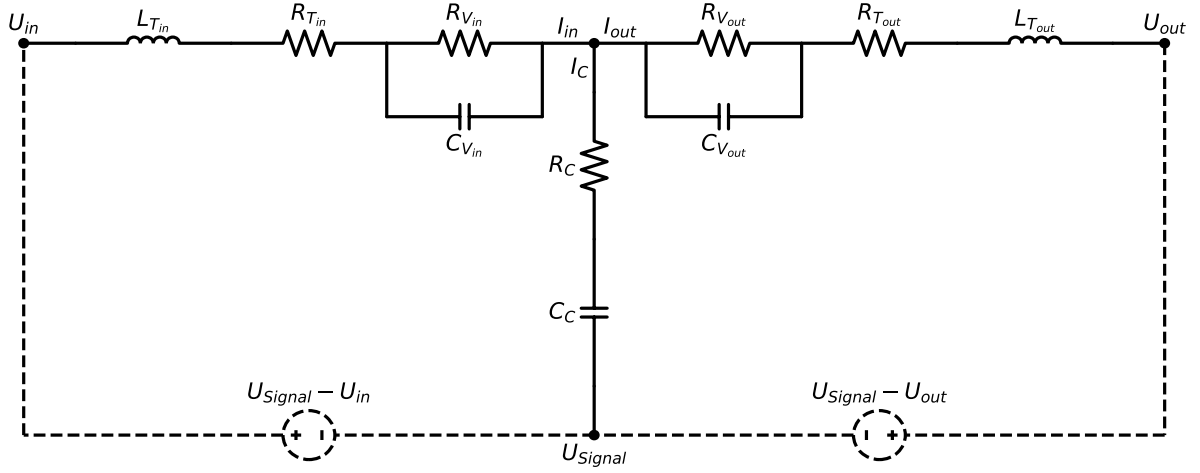 U_in
L_T_in
R_T_in
R_V_in
I_in
I_out
R_V_out
R_T_out
L_T_out
U_out
I_C
C_V_in
C_V_out
R_C
C_C
U_Signal − U_in
U_Signal − U_out
+ -
- +
U_Signal